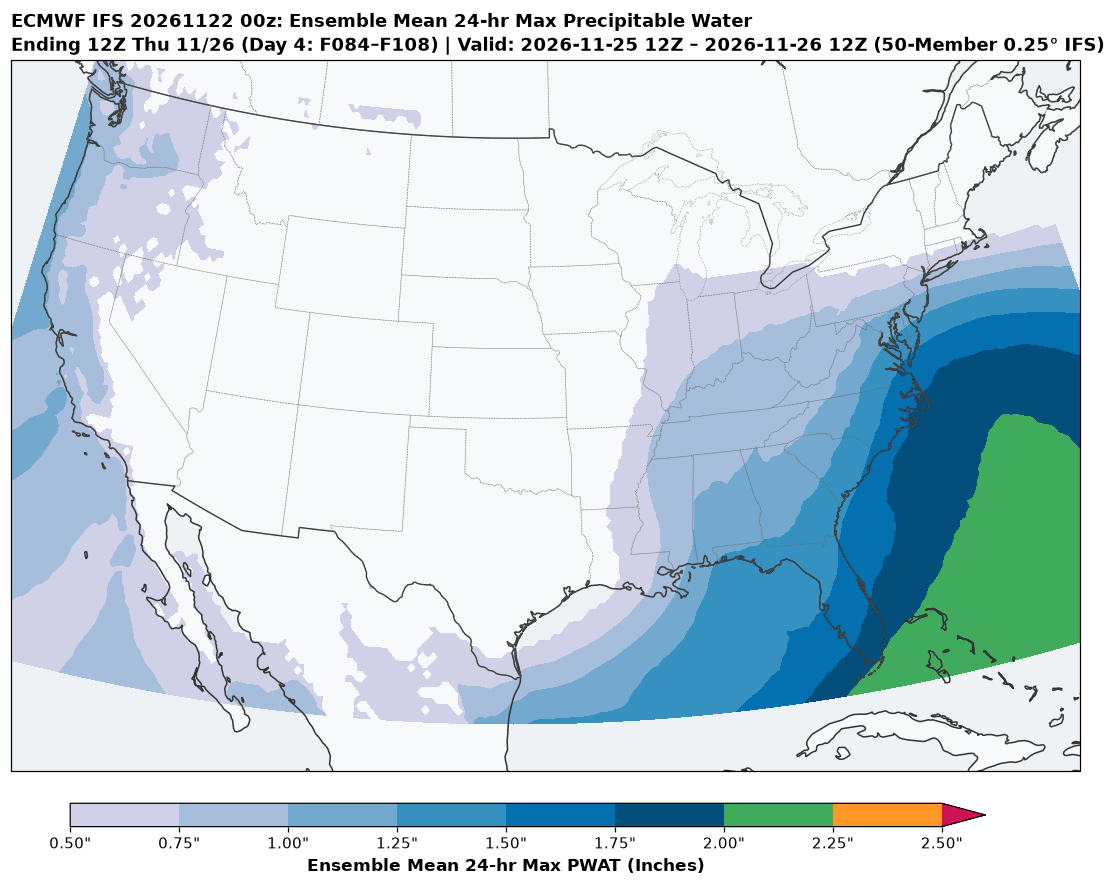 ECMWF IFS 20261122 00z: Ensemble Mean 24-hr Max Precipitable Water
Ending 12Z Thu 11/26 (Day 4: F084–F108) | Valid: 2026-11-25 12Z – 2026-11-26 12Z (50-Member 0.25° IFS)
0.50" 0.75" 1.00" 1.25" 1.50" 1.75" 2.00" 2.25" 2.50"
Ensemble Mean 24-hr Max PWAT (Inches)